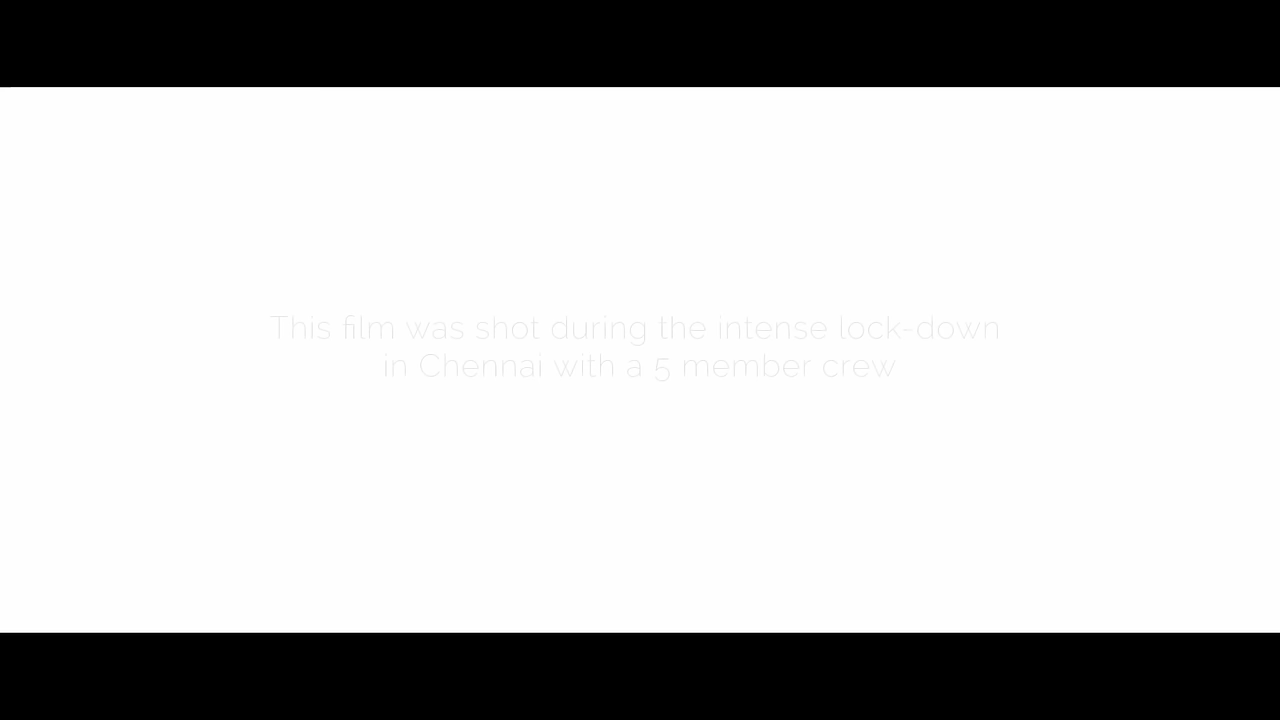 This film was shot during the intense lock-down
in Chennai with a 5 member crew